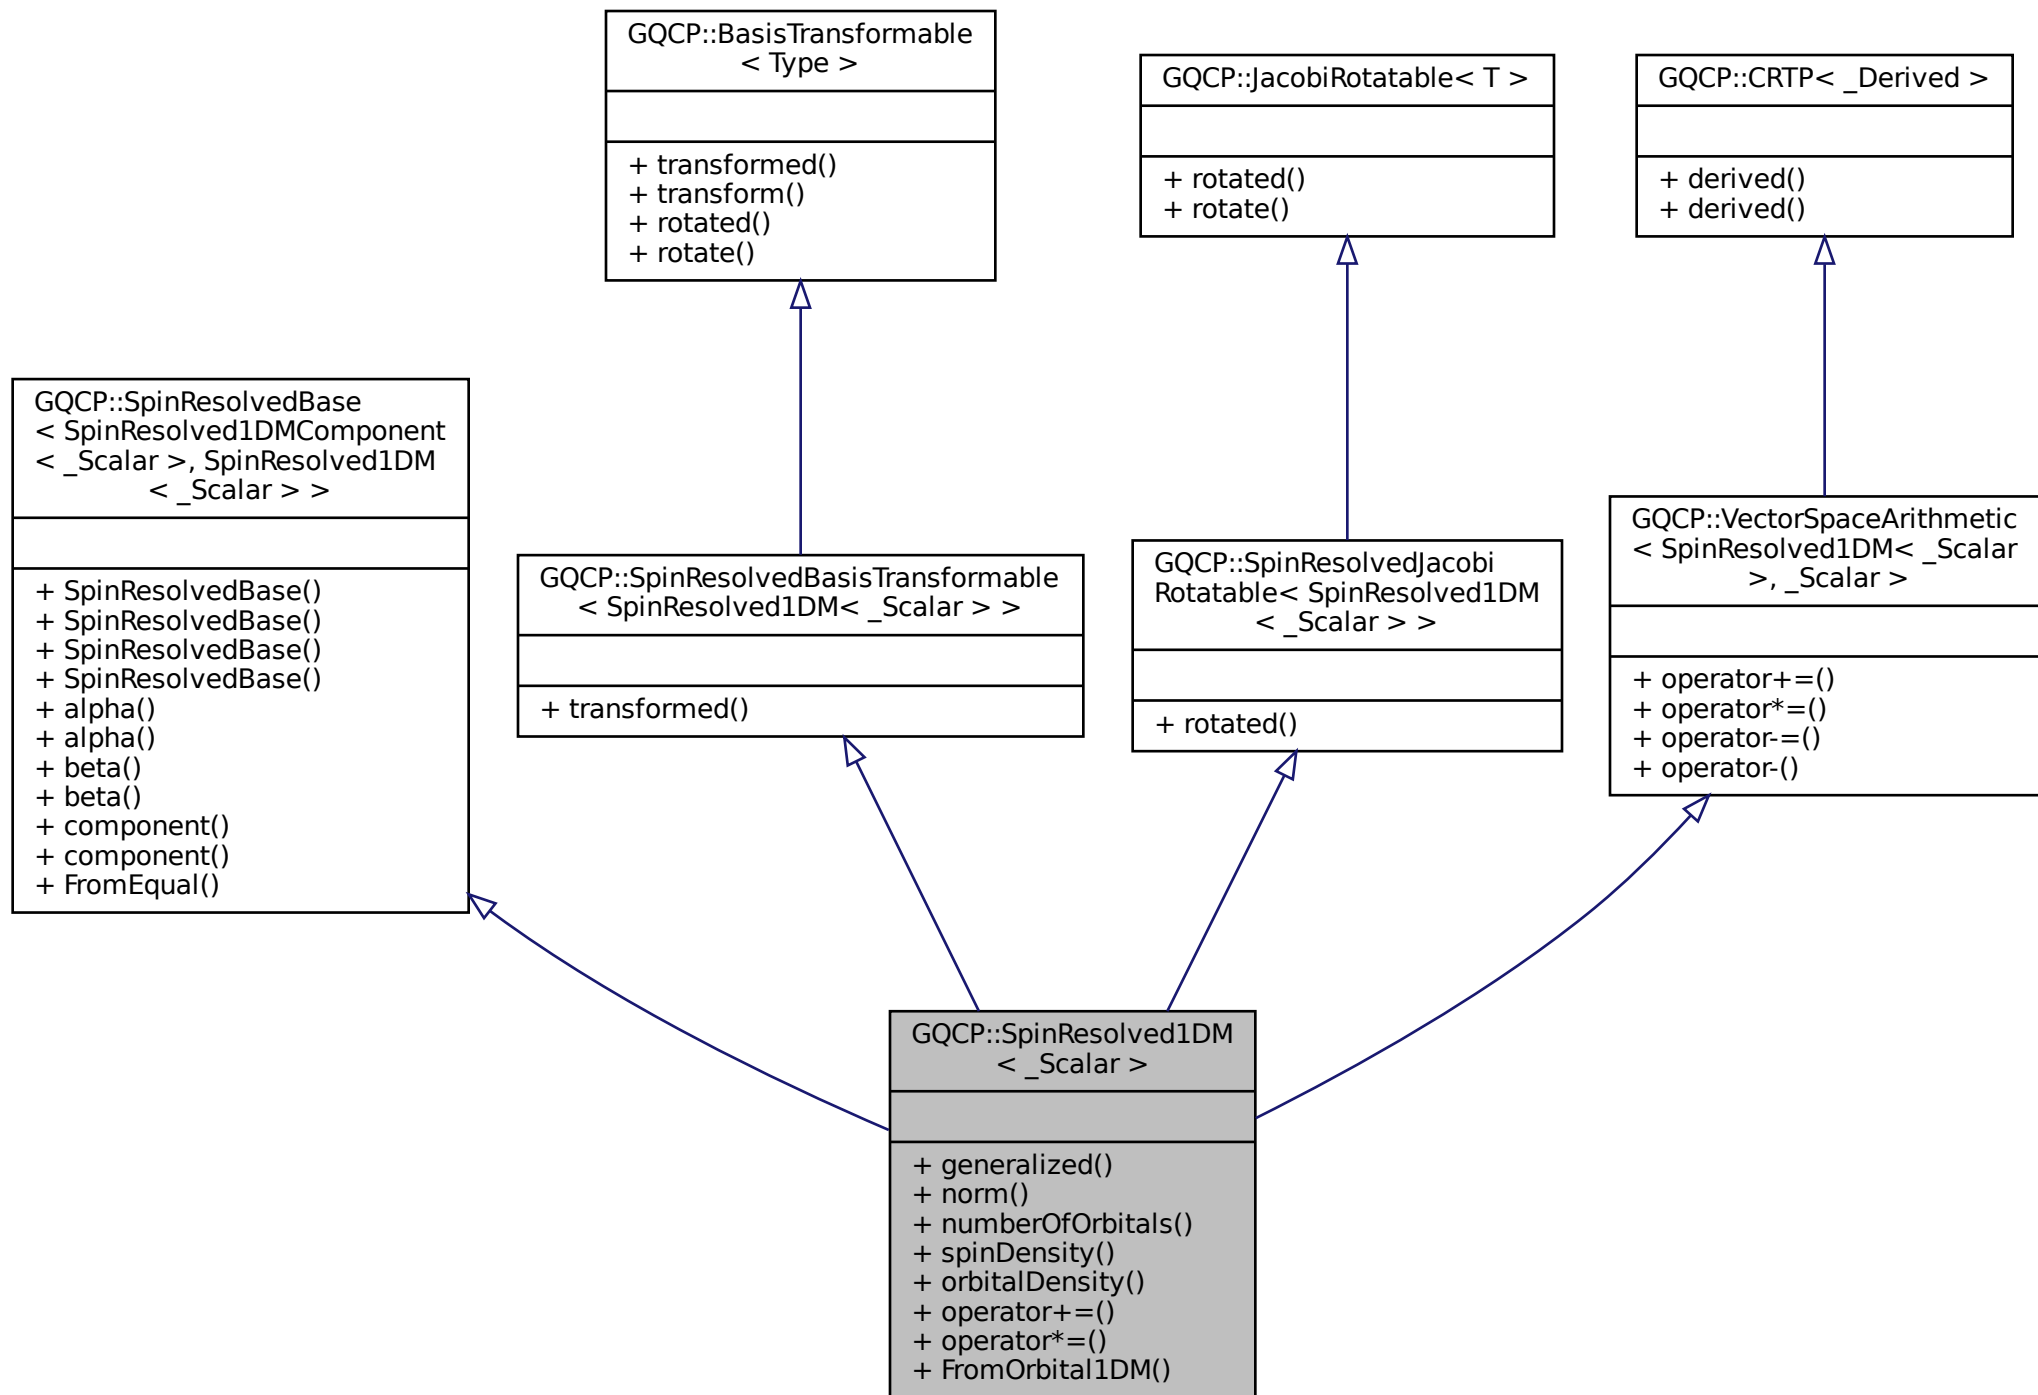 GQCP::BasisTransformable
< Type >
+ transformed()
+ transform()
+ rotated()
+ rotate()
GQCP::JacobiRotatable< T >
+ rotated()
+ rotate()
GQCP::CRTP< _Derived >
+ derived()
+ derived()
GQCP::SpinResolvedBase
< SpinResolved1DMComponent
< _Scalar >, SpinResolved1DM
< _Scalar > >
+ SpinResolvedBase()
+ SpinResolvedBase()
+ SpinResolvedBase()
+ SpinResolvedBase()
+ alpha()
+ alpha()
+ beta()
+ beta()
+ component()
+ component()
+ FromEqual()
GQCP::SpinResolvedBasisTransformable
< SpinResolved1DM< _Scalar > >
+ transformed()
GQCP::SpinResolvedJacobi
Rotatable< SpinResolved1DM
< _Scalar > >
+ rotated()
GQCP::VectorSpaceArithmetic
< SpinResolved1DM< _Scalar
>, _Scalar >
+ operator+=()
+ operator*=()
+ operator-=()
+ operator-()
GQCP::SpinResolved1DM
< _Scalar >
+ generalized()
+ norm()
+ numberOfOrbitals()
+ spinDensity()
+ orbitalDensity()
+ operator+=()
+ operator*=()
+ FromOrbital1DM()